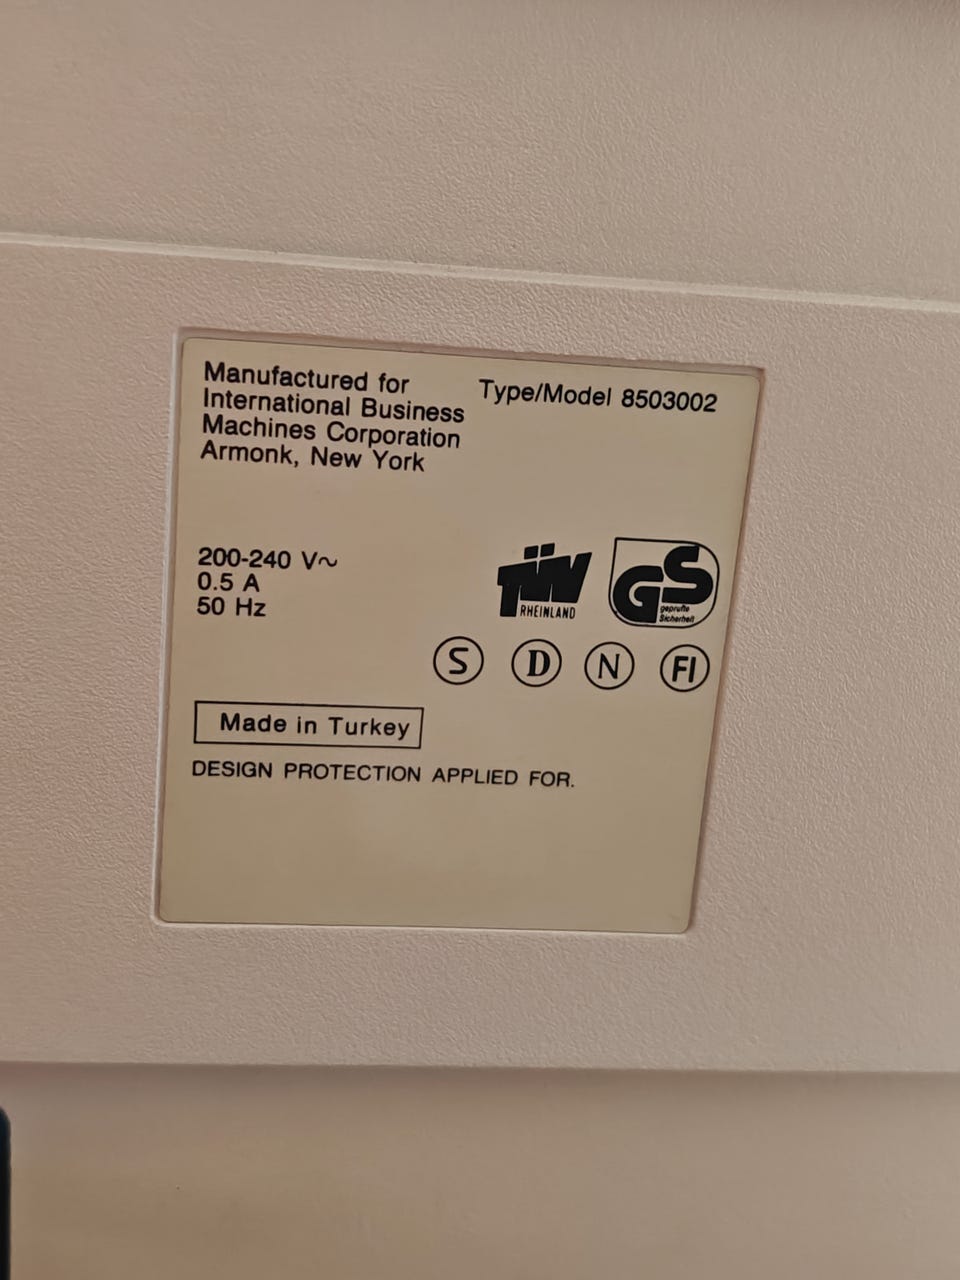 Manufactured for
International Business
Machines Corporation
Armonk, New York
Type/Model 8503002
200-240 V~
0.5 A
50 Hz
TÜV
RHEINLAND
GS
geprüfte
Sicherheit
S D N FI
Made in Turkey
DESIGN PROTECTION APPLIED FOR.